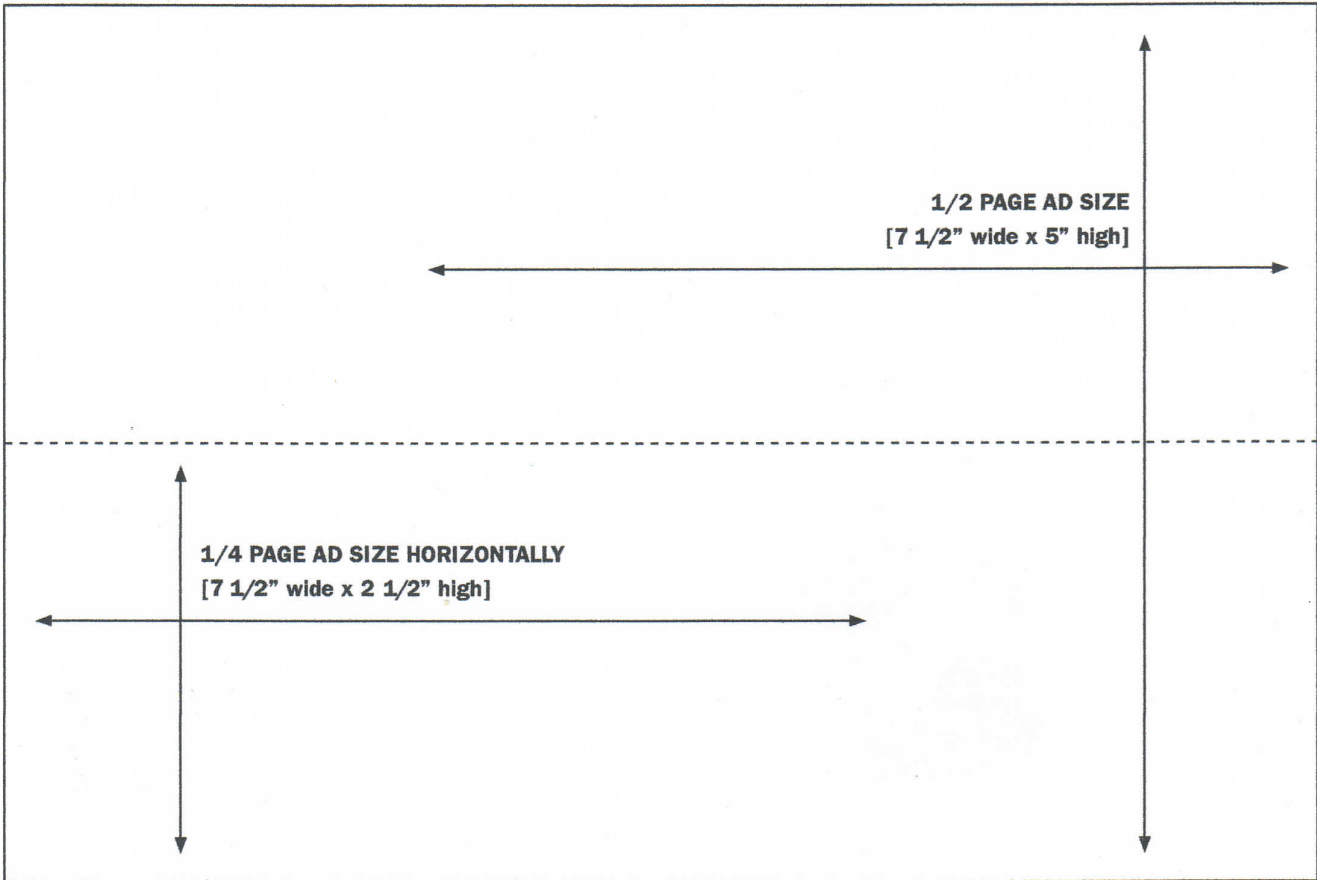 1/2 PAGE AD SIZE
[7 1/2” wide x 5” high]
1/4 PAGE AD SIZE HORIZONTALLY
[7 1/2” wide x 2 1/2” high]